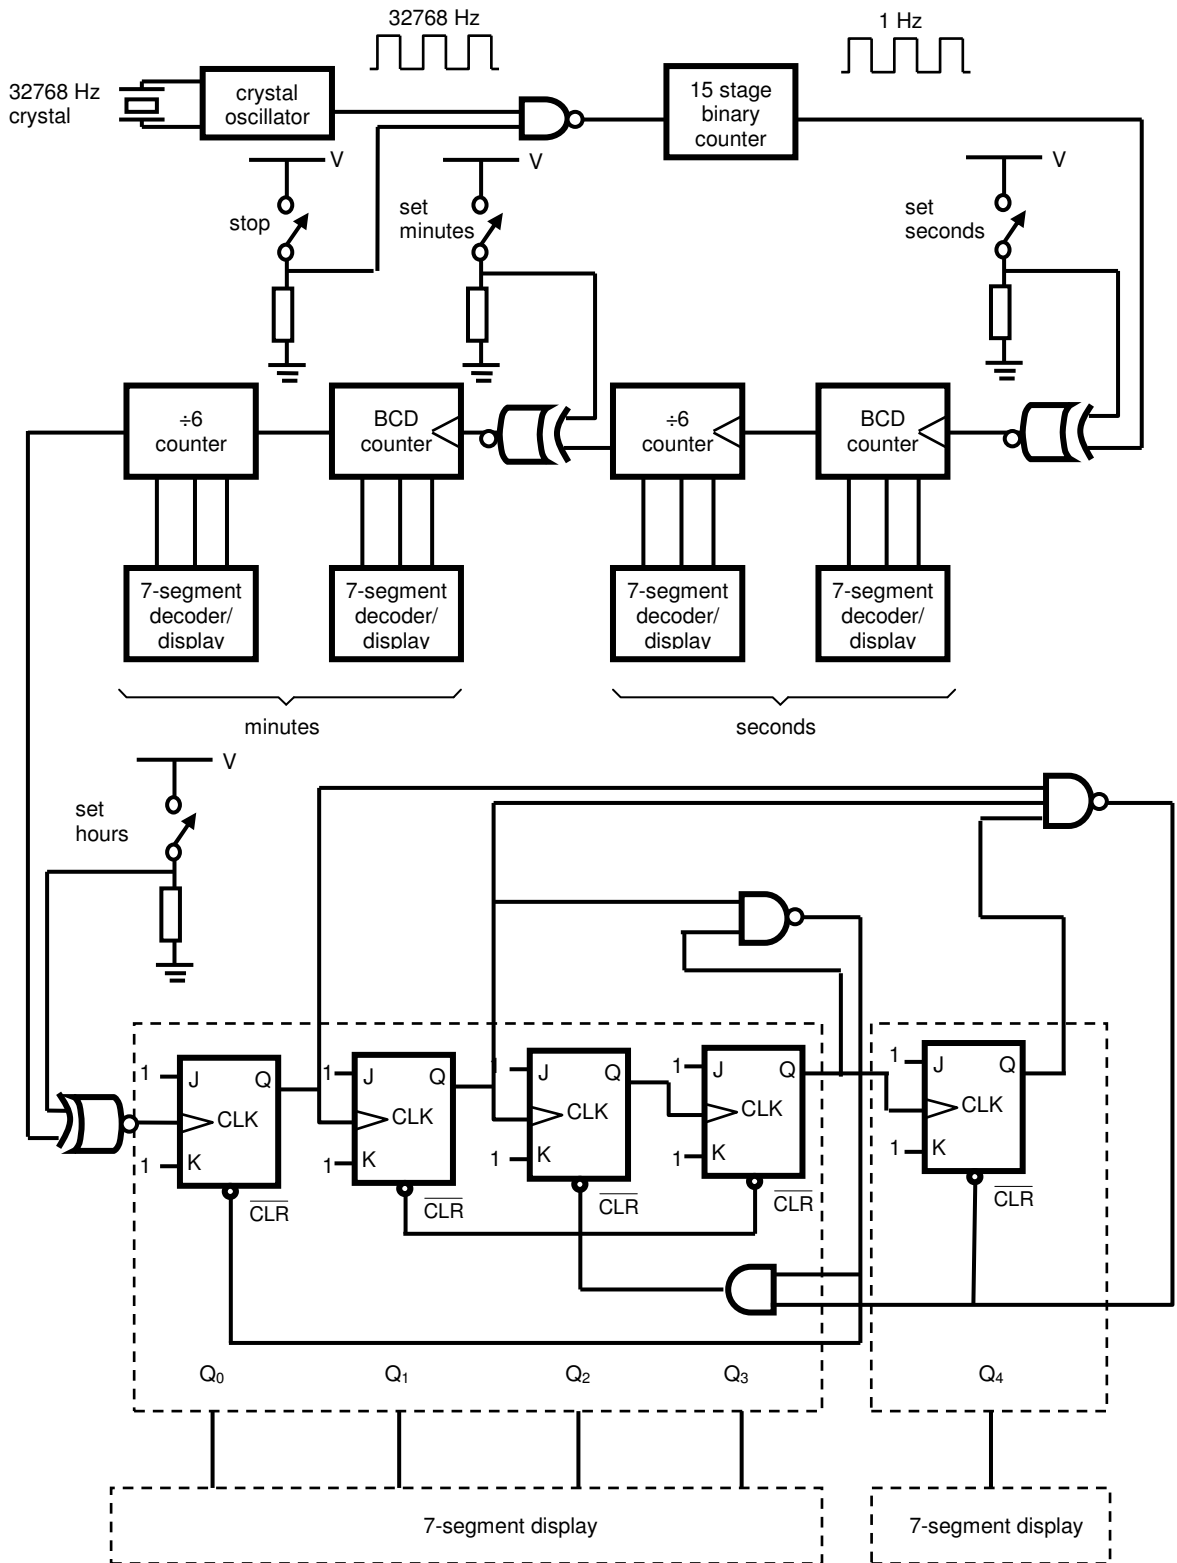 32768 Hz
1 Hz
32768 Hz
crystal
crystal
oscillator
15 stage
binary
counter
V
V
V
stop
set
minutes
set
seconds
÷6
counter
BCD
counter
÷6
counter
BCD
counter
7-segment
decoder/
display
7-segment
decoder/
display
7-segment
decoder/
display
7-segment
decoder/
display
minutes
seconds
V
set
hours
1
J
Q
CLK
1
K
CLR
1
J
Q
CLK
1
K
CLR
1
J
Q
CLK
1
K
CLR
1
J
Q
CLK
1
K
CLR
1
J
Q
CLK
1
K
CLR
Q0
Q1
Q2
Q3
Q4
7-segment display
7-segment display